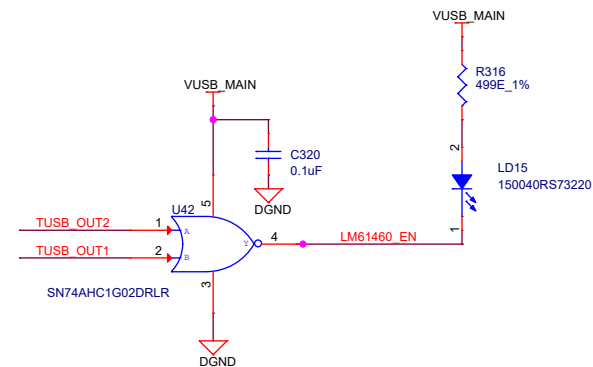 VUSB_MAIN
R316
499E_1%
VUSB_MAIN
2
C320
0.1uF
LD15
150040RS73220
DGND
5
U42
TUSB_OUT2
1
A
4
Y
LM61460_EN
1
TUSB_OUT1
2
B
3
SN74AHC1G02DRLR
DGND